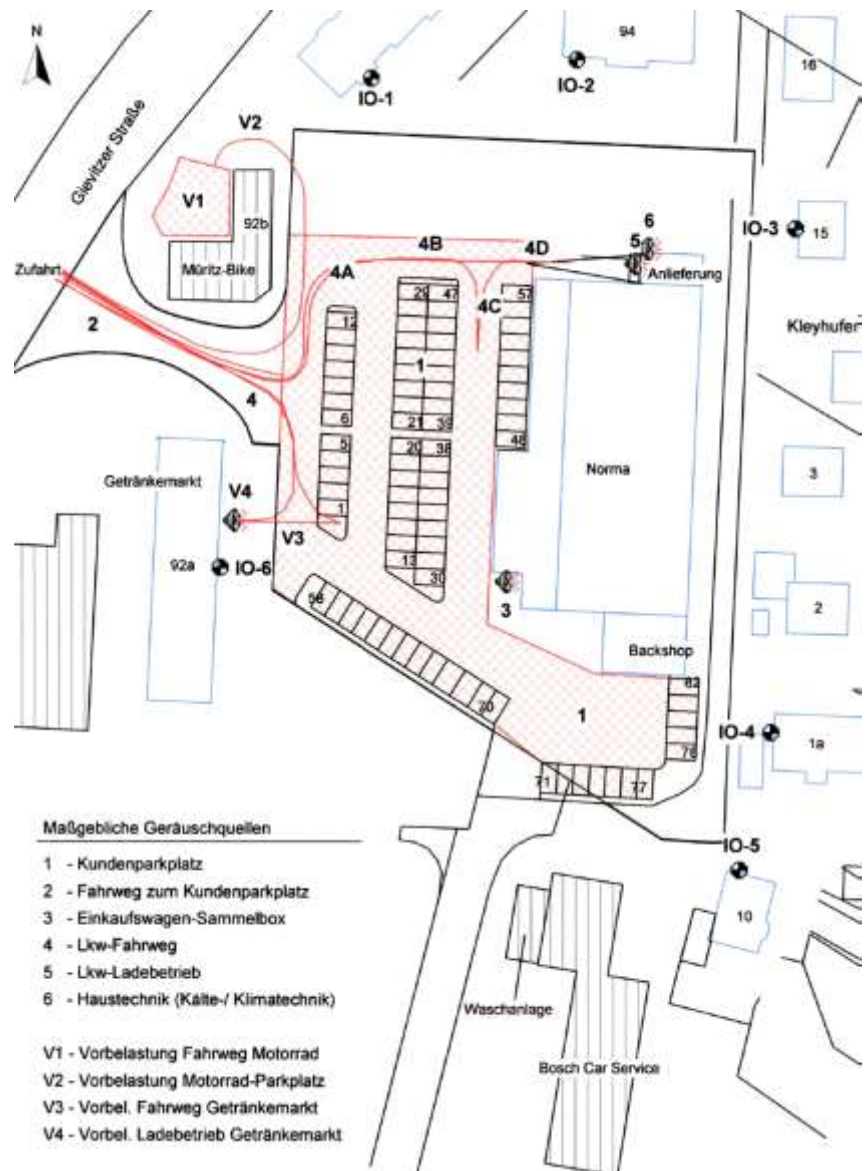 N
94
16
IO-1
IO-2
V2
Gievitzer Straße
V1
92b
6
IO-3
15
4B
4D
5
Zufahrt
Müritz-Bike
4A
Anlieferung
29
47
57
4C
2
12
Kleyhufer
1
4
6
21
39
5
20
38
48
3
Getränkemarkt
Norma
V4
1
V3
92a
IO-6
13
30
58
3
2
Backshop
82
70
1
IO-4
1a
78
71
77
IO-5
10
Maßgebliche Geräuschquellen
1 - Kundenparkplatz
2 - Fahrweg zum Kundenparkplatz
3 - Einkaufswagen-Sammelbox
4 - Lkw-Fahrweg
5 - Lkw-Ladebetrieb
6 - Haustechnik (Kälte-/ Klimatechnik)
Waschanlage
Bosch Car Service
V1 - Vorbelastung Fahrweg Motorrad
V2 - Vorbelastung Motorrad-Parkplatz
V3 - Vorbel. Fahrweg Getränkemarkt
V4 - Vorbel. Ladebetrieb Getränkemarkt